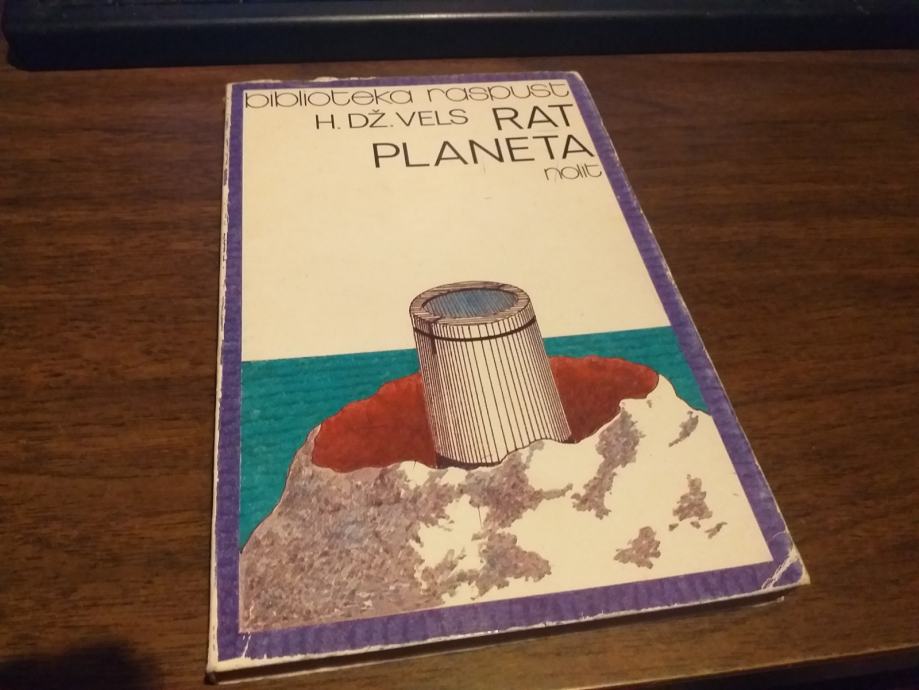 biblioteka raspust
H. DŽ. VELS RAT
PLANETA
nolit